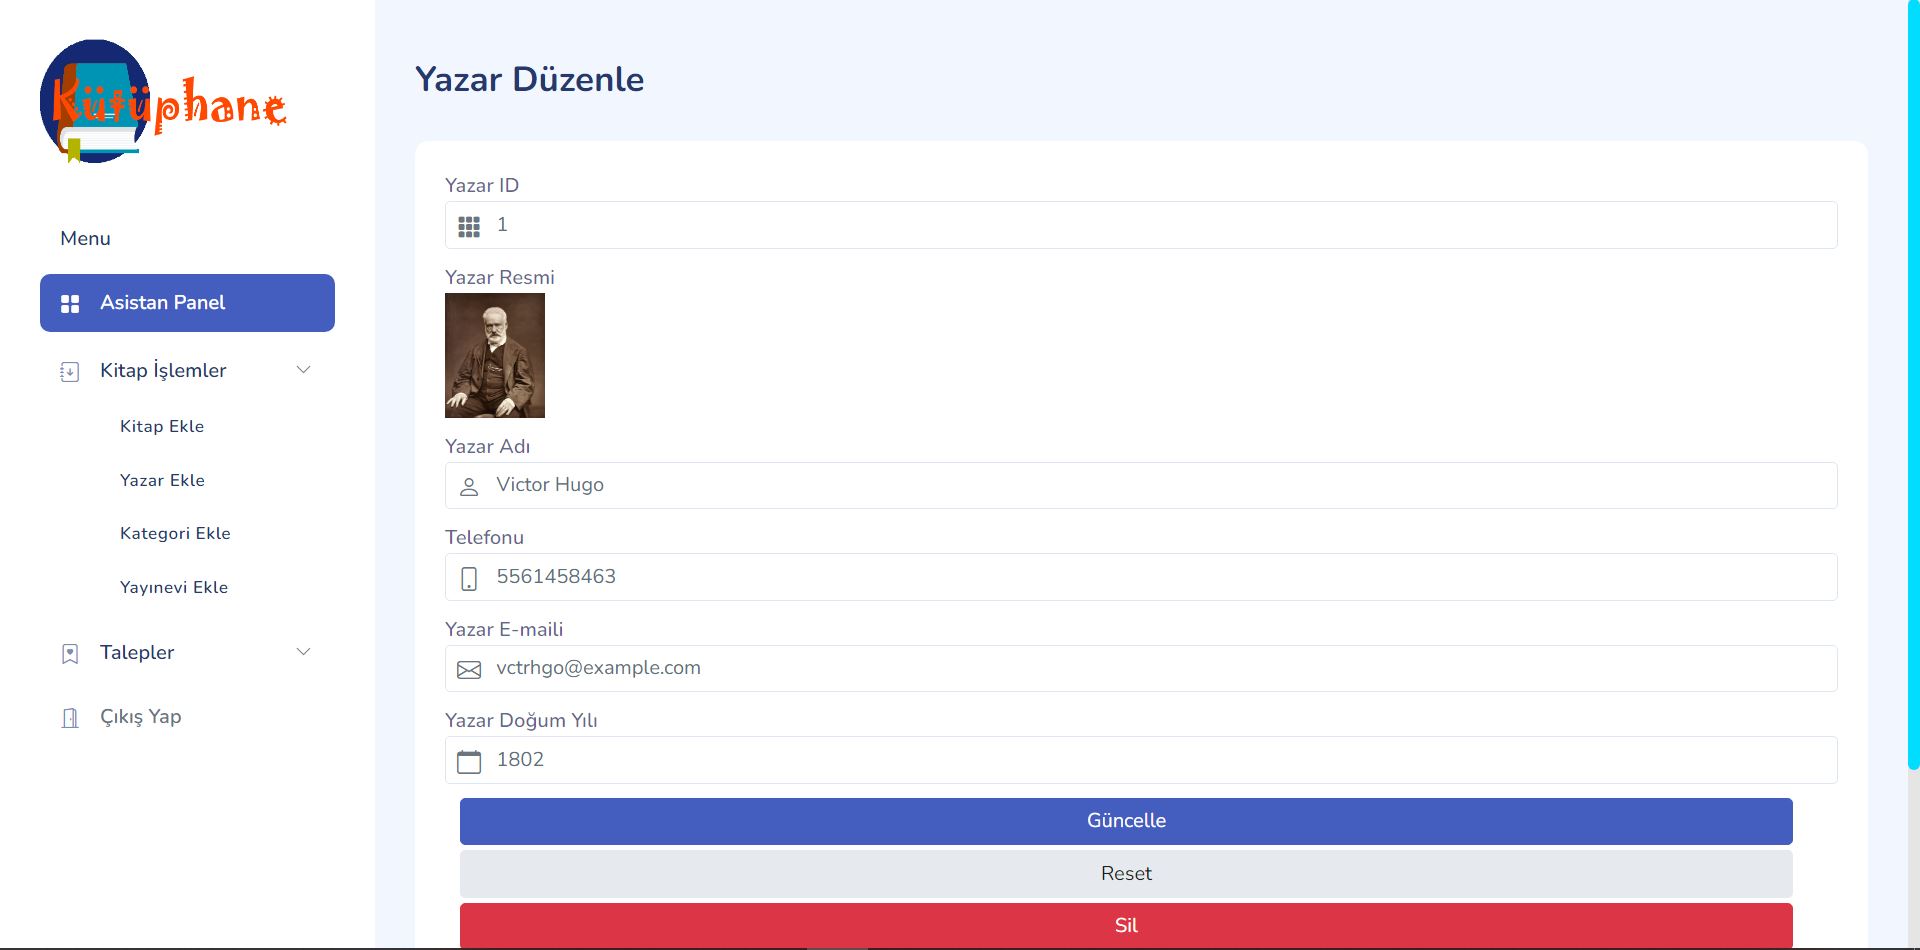 Kütüphane
Menu
Asistan Panel
Kitap İşlemler
Kitap Ekle
Yazar Ekle
Kategori Ekle
Yayınevi Ekle
Talepler
Çıkış Yap
Yazar Düzenle
Yazar ID
1
Yazar Resmi
Yazar Adı
Victor Hugo
Telefonu
5561458463
Yazar E-maili
vctrhgo@example.com
Yazar Doğum Yılı
1802
Güncelle
Reset
Sil